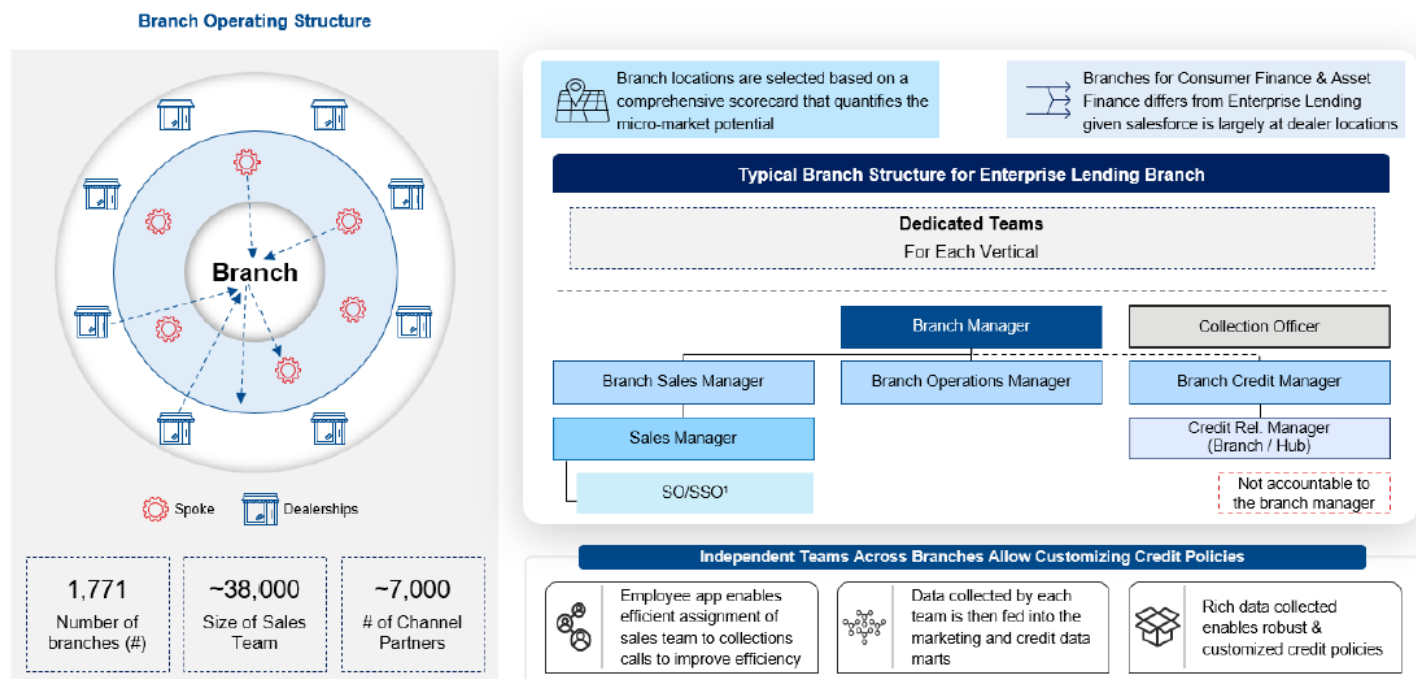 Branch Operating Structure
Branch
Spoke
Dealerships
1,771
Number of
branches (#)
~38,000
Size of Sales
Team
~7,000
# of Channel
Partners
Branch locations are selected based on a
comprehensive scorecard that quantifies the
micro-market potential
Branches for Consumer Finance & Asset
Finance differs from Enterprise Lending
given salesforce is largely at dealer locations
Typical Branch Structure for Enterprise Lending Branch
Dedicated Teams
For Each Vertical
Branch Manager
Collection Officer
Branch Sales Manager
Branch Operations Manager
Branch Credit Manager
Sales Manager
Credit Rel. Manager
(Branch / Hub)
SO/SSO¹
Not accountable to
the branch manager
Independent Teams Across Branches Allow Customizing Credit Policies
Employee app enables
efficient assignment of
sales team to collections
calls to improve efficiency
Data collected by each
team is then fed into the
marketing and credit data
marts
Rich data collected
enables robust &
customized credit policies